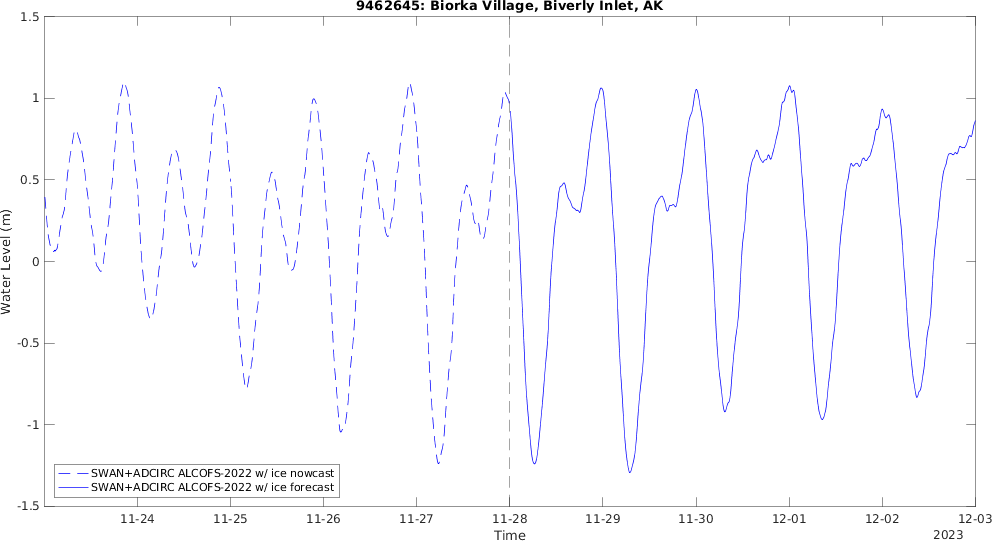 9462645: Biorka Village, Biverly Inlet, AK
1.5
1
0.5
0
-0.5
-1
-1.5
Water Level (m)
SWAN+ADCIRC ALCOFS-2022 w/ ice nowcast
SWAN+ADCIRC ALCOFS-2022 w/ ice forecast
11-24 11-25 11-26 11-27 11-28 11-29 11-30 12-01 12-02 12-03
Time
2023